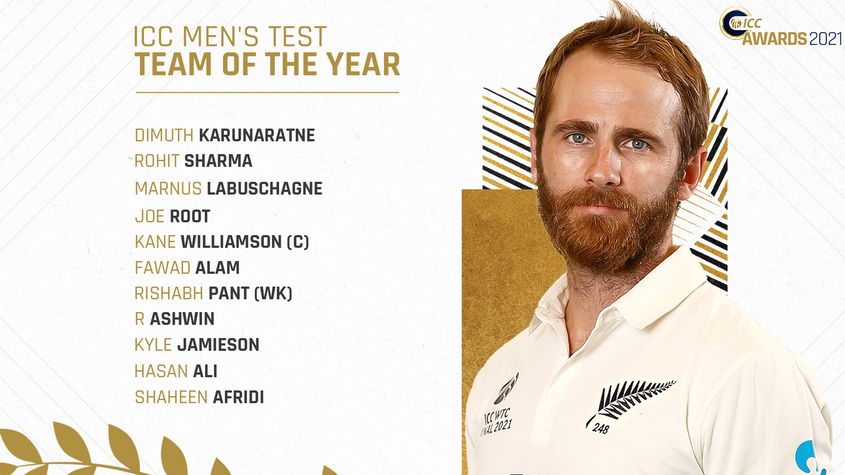 ICC MEN'S TEST
TEAM OF THE YEAR
ICC
AWARDS 2021
DIMUTH KARUNARATNE
ROHIT SHARMA
MARNUS LABUSCHAGNE
JOE ROOT
KANE WILLIAMSON (C)
FAWAD ALAM
RISHABH PANT (WK)
R ASHWIN
KYLE JAMIESON
HASAN ALI
SHAHEEN AFRIDI
ICC WTC
FINAL 2021
248